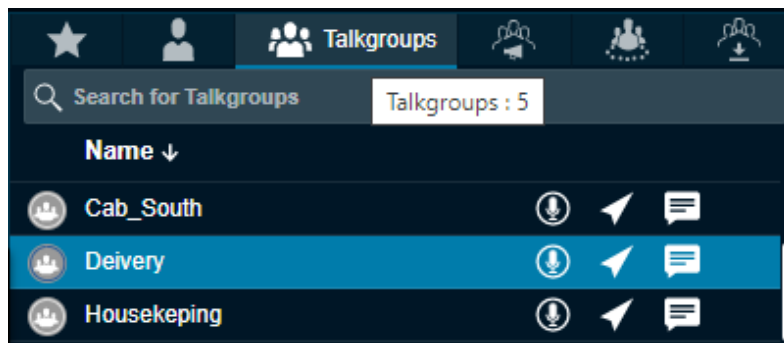 Talkgroups
Search for Talkgroups
Talkgroups : 5
Name ↓
Cab_South
Deivery
Housekeping